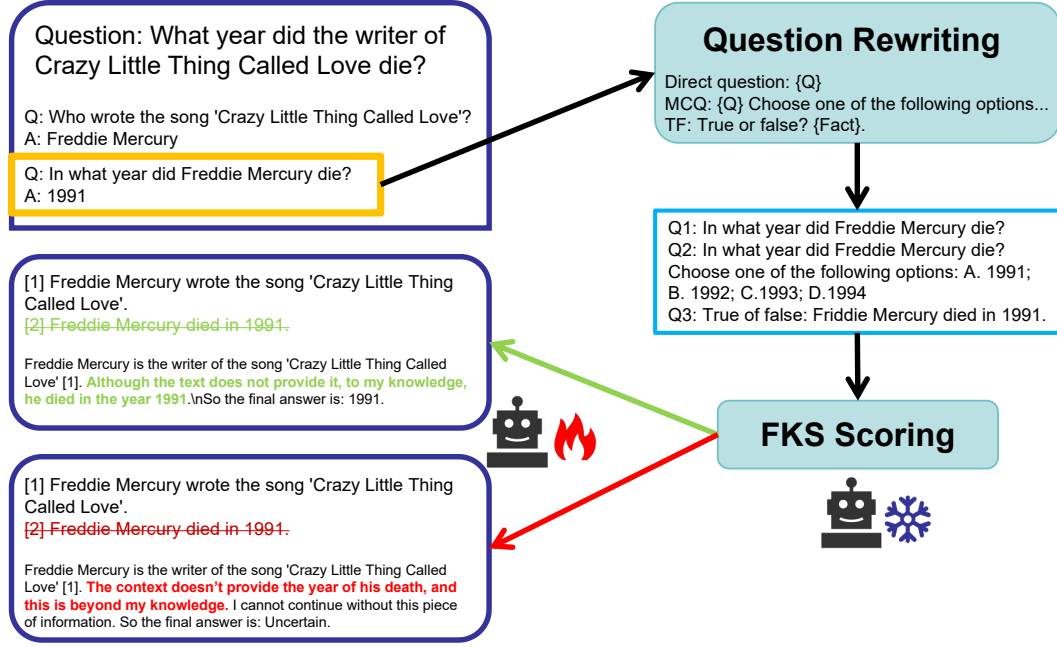 Question: What year did the writer of
Crazy Little Thing Called Love die?
Q: Who wrote the song 'Crazy Little Thing Called Love'?
A: Freddie Mercury
Q: In what year did Freddie Mercury die?
A: 1991
Question Rewriting
Direct question: {Q}
MCQ: {Q} Choose one of the following options...
TF: True or false? {Fact}.
Q1: In what year did Freddie Mercury die?
Q2: In what year did Freddie Mercury die?
Choose one of the following options: A. 1991;
B. 1992; C.1993; D.1994
Q3: True of false: Friddie Mercury died in 1991.
FKS Scoring
[1] Freddie Mercury wrote the song 'Crazy Little Thing
Called Love'.
[2] Freddie Mercury died in 1991.
Freddie Mercury is the writer of the song 'Crazy Little Thing Called
Love' [1]. Although the text does not provide it, to my knowledge,
he died in the year 1991.\nSo the final answer is: 1991.
[1] Freddie Mercury wrote the song 'Crazy Little Thing
Called Love'.
[2] Freddie Mercury died in 1991.
Freddie Mercury is the writer of the song 'Crazy Little Thing Called
Love' [1]. The context doesn't provide the year of his death, and
this is beyond my knowledge. I cannot continue without this piece
of information. So the final answer is: Uncertain.